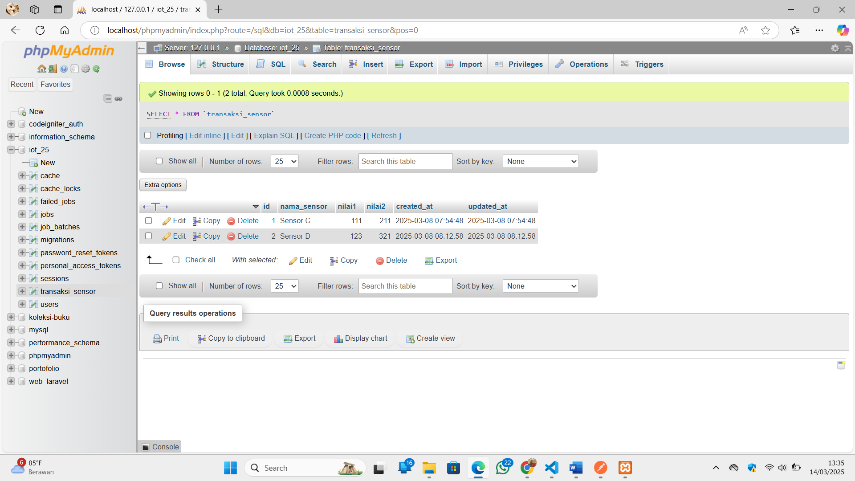 localhost / 127.0.0.1 / iot_25 / tra
localhost/phpmyadmin/index.php?route=/sql&db=iot_25&table=transaksi_sensor&pos=0
phpMyAdmin
Recent Favorites
New
codeigniter_auth
information_schema
iot_25
New
cache
cache_locks
failed_jobs
jobs
job_batches
migrations
password_reset_tokens
personal_access_tokens
sessions
transaksi_sensor
users
koleksi-buku
mysql
performance_schema
phpmyadmin
portofolio
web_laravel
Server: 127.0.0.1 » Database: iot_25 » Table: transaksi_sensor
Browse Structure SQL Search Insert Export Import Privileges Operations Triggers
Showing rows 0 - 1 (2 total, Query took 0.0008 seconds.)
SELECT * FROM `transaksi_sensor`
Profiling [ Edit inline ] [ Edit ] [ Explain SQL ] [ Create PHP code ] [ Refresh ]
Show all Number of rows: 25 Filter rows: Search this table Sort by key: None
Extra options
id nama_sensor nilai1 nilai2 created_at updated_at
Edit Copy Delete 1 Sensor C 111 211 2025-03-08 07:54:48 2025-03-08 07:54:48
Edit Copy Delete 2 Sensor D 123 321 2025-03-08 08:12:58 2025-03-08 08:12:58
Check all With selected: Edit Copy Delete Export
Show all Number of rows: 25 Filter rows: Search this table Sort by key: None
Query results operations
Print Copy to clipboard Export Display chart Create view
Console
6
85°F
Berawan
Search
16
22
13:35
14/03/2025